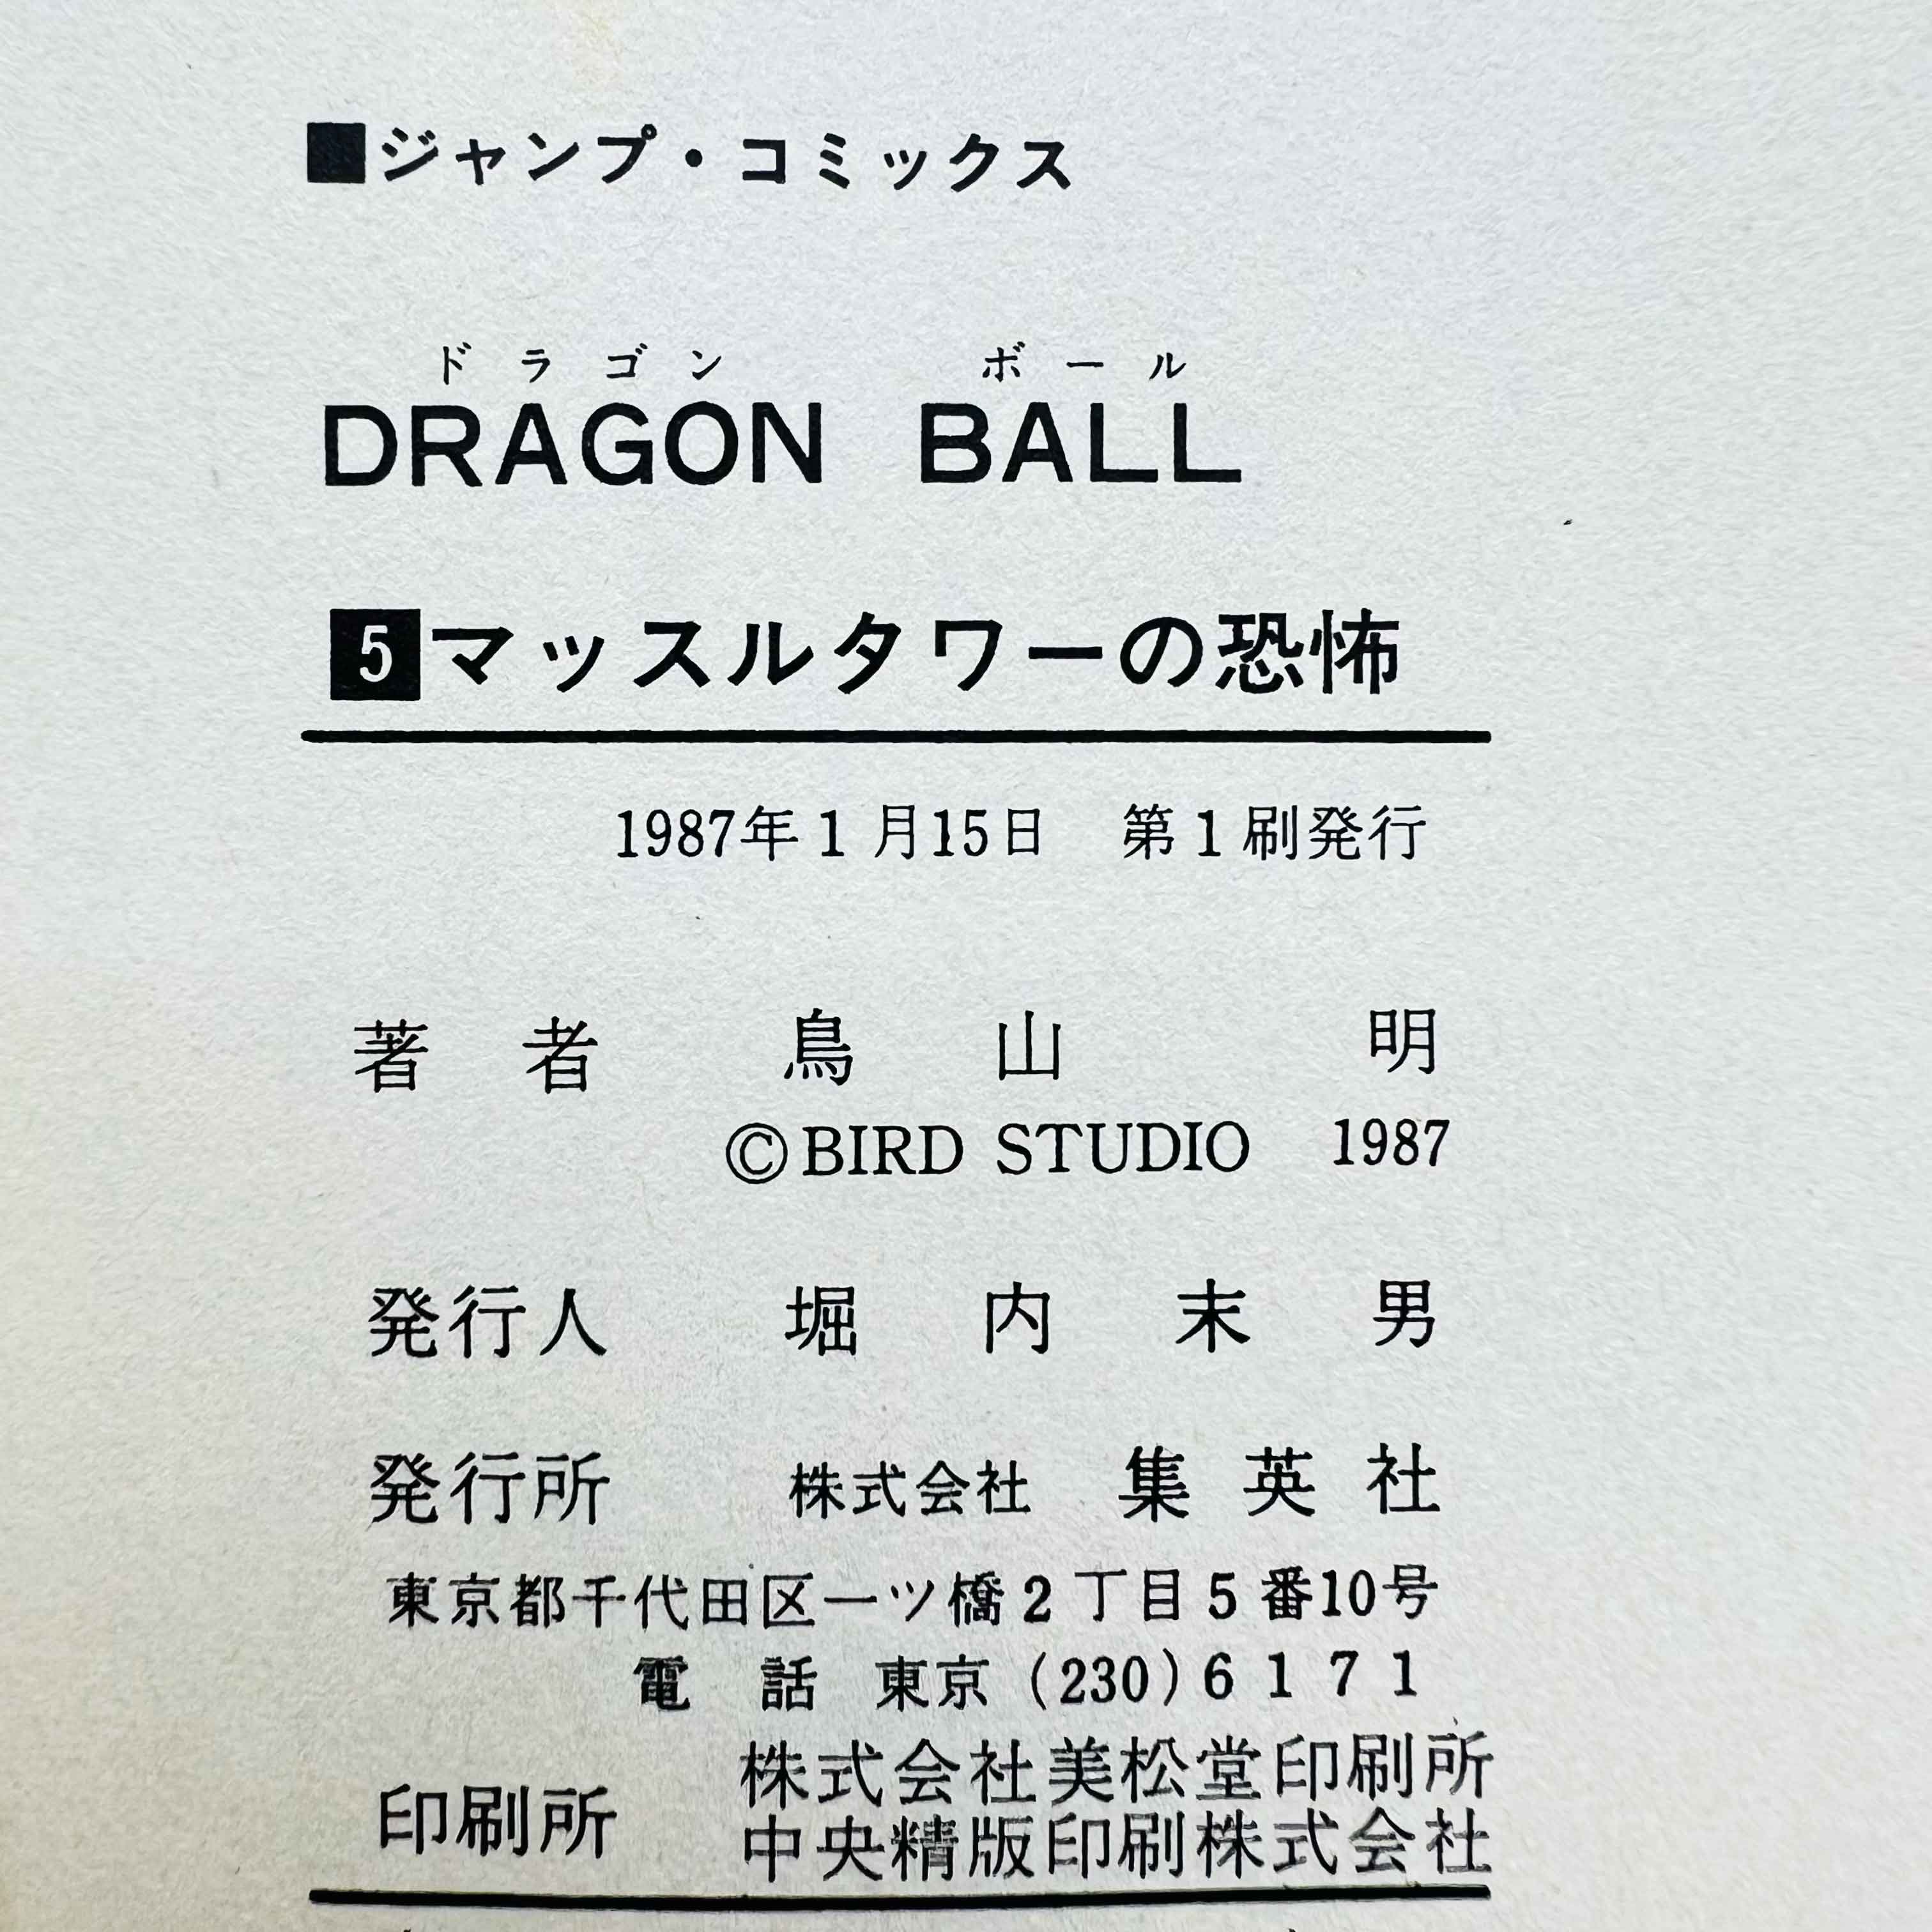 ■ジャンプ・コミックス
ドラゴン ボール
DRAGON BALL
5マッスルタワーの恐怖
1987年1月15日 第1刷発行
著者 鳥山 明
©BIRD STUDIO 1987
発行人 堀内末男
発行所 株式会社 集英社
東京都千代田区一ツ橋2丁目5番10号
電話 東京(230)6171
株式会社美松堂印刷所
印刷所
中央精版印刷株式会社